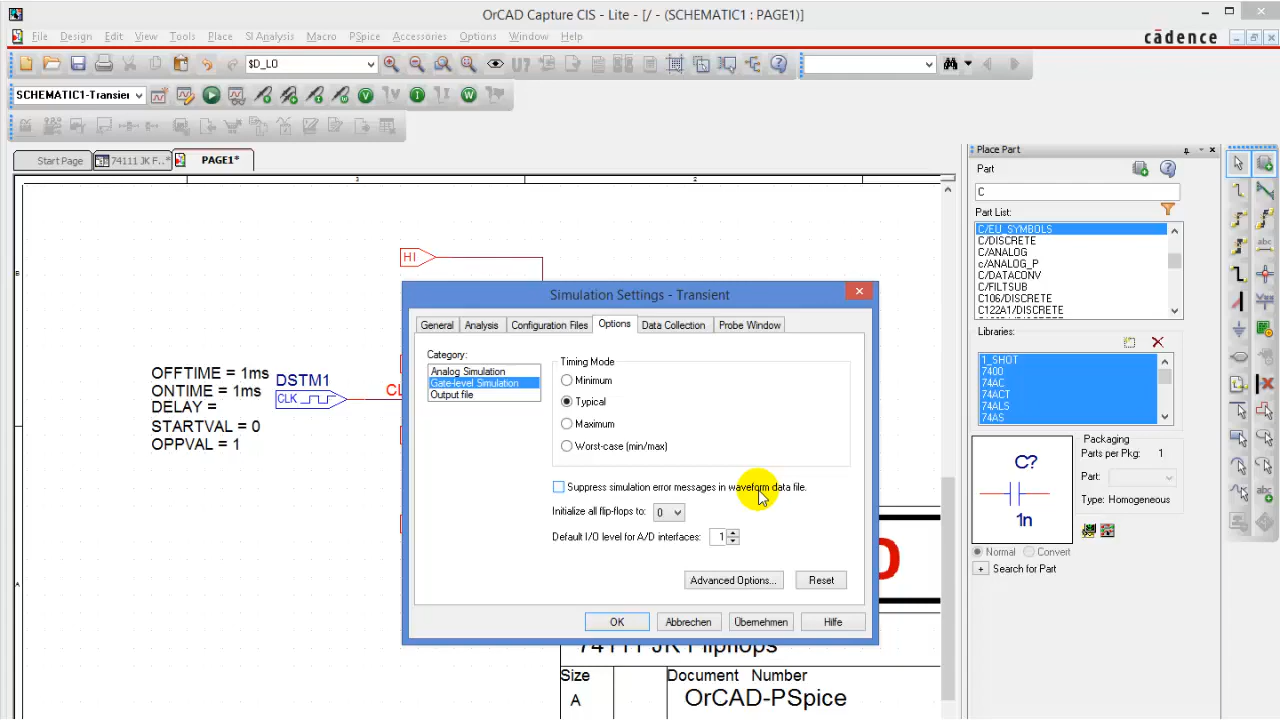 OrCAD Capture CIS - Lite - [/ - (SCHEMATIC1 : PAGE1)]
File Design Edit View Tools Place SI Analysis Macro PSpice Accessories Options Window Help
cādence
$D_LO
U?
SCHEMATIC1-Transier
V I W
Start Page
74111 JK F..*
PAGE1*
3
2
B
A
HI
OFFTIME = 1ms
ONTIME = 1ms
DELAY =
STARTVAL = 0
OPPVAL = 1
DSTM1
CLK
CL
Simulation Settings - Transient
General Analysis Configuration Files Options Data Collection Probe Window
Category:
Analog Simulation
Gate-level Simulation
Output file
Timing Mode
Minimum
Typical
Maximum
Worst-case (min/max)
Suppress simulation error messages in waveform data file.
Initialize all flip-flops to: 0
Default I/O level for A/D interfaces: 1
Advanced Options... Reset
OK Abbrechen Übernehmen Hilfe
74111 JK Flipflops
Size
A
Document Number
OrCAD-PSpice
Place Part
Part
C
Part List:
C/EU_SYMBOLS
C/DISCRETE
C/ANALOG
c/ANALOG_P
C/DATACONV
C/FILTSUB
C106/DISCRETE
C122A1/DISCRETE
Libraries:
1_SHOT
7400
74AC
74ACT
74ALS
74AS
C?
1n
Packaging
Parts per Pkg: 1
Part:
Type: Homogeneous
Normal Convert
Search for Part